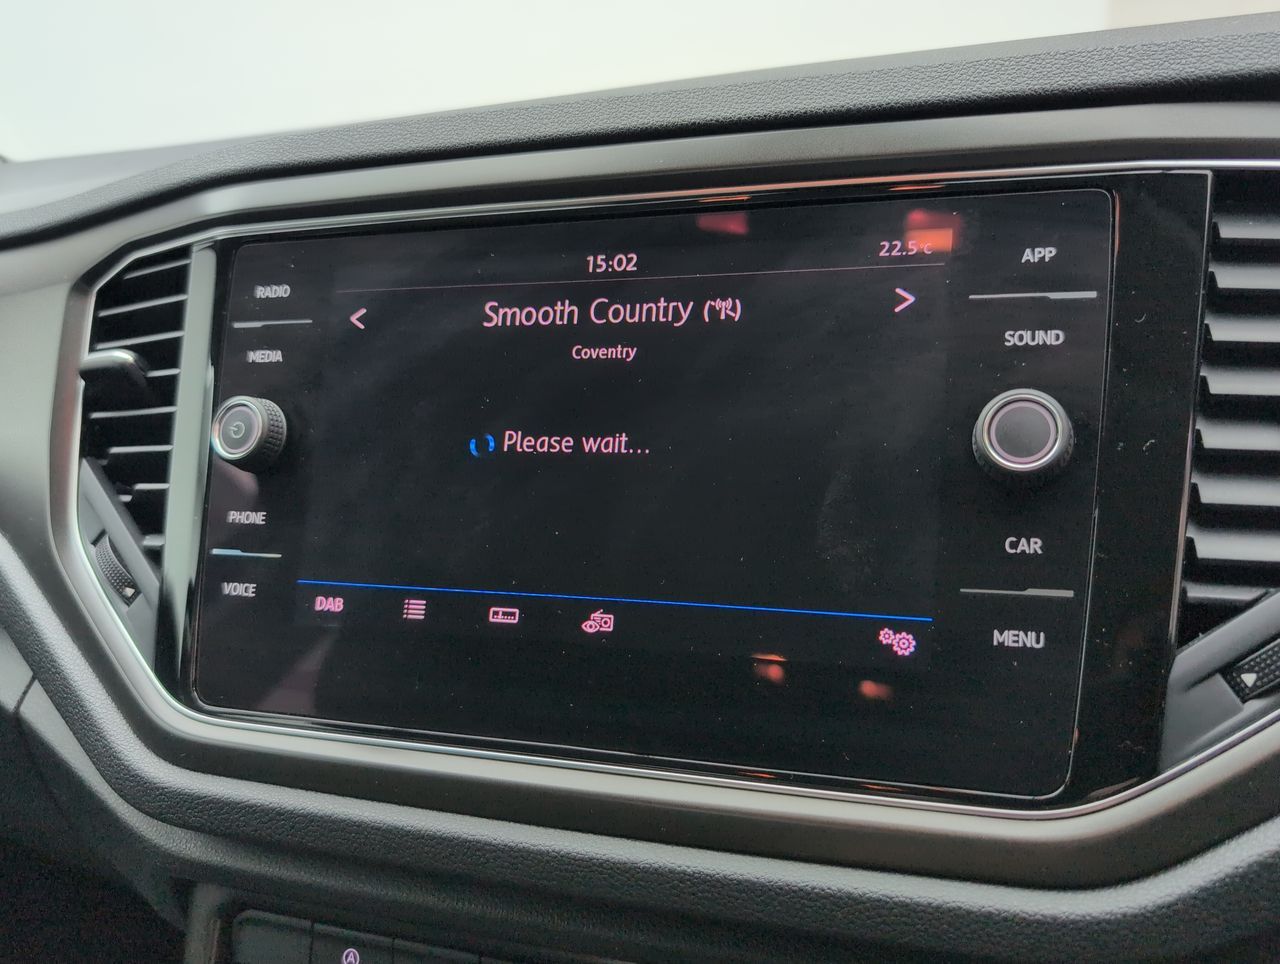 15:02
22.5°C
Smooth Country
Coventry
Please wait...
DAB
RADIO
MEDIA
PHONE
VOICE
APP
SOUND
CAR
MENU
A